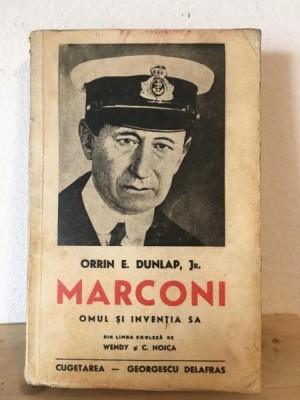 ORRIN E. DUNLAP, JR.
MARCONI
OMUL ȘI INVENȚIA SA
DIN LIMBA ENGLEZĂ DE
WENDY și C. NOICA
CUGETAREA — GEORGESCU DELAFRAS